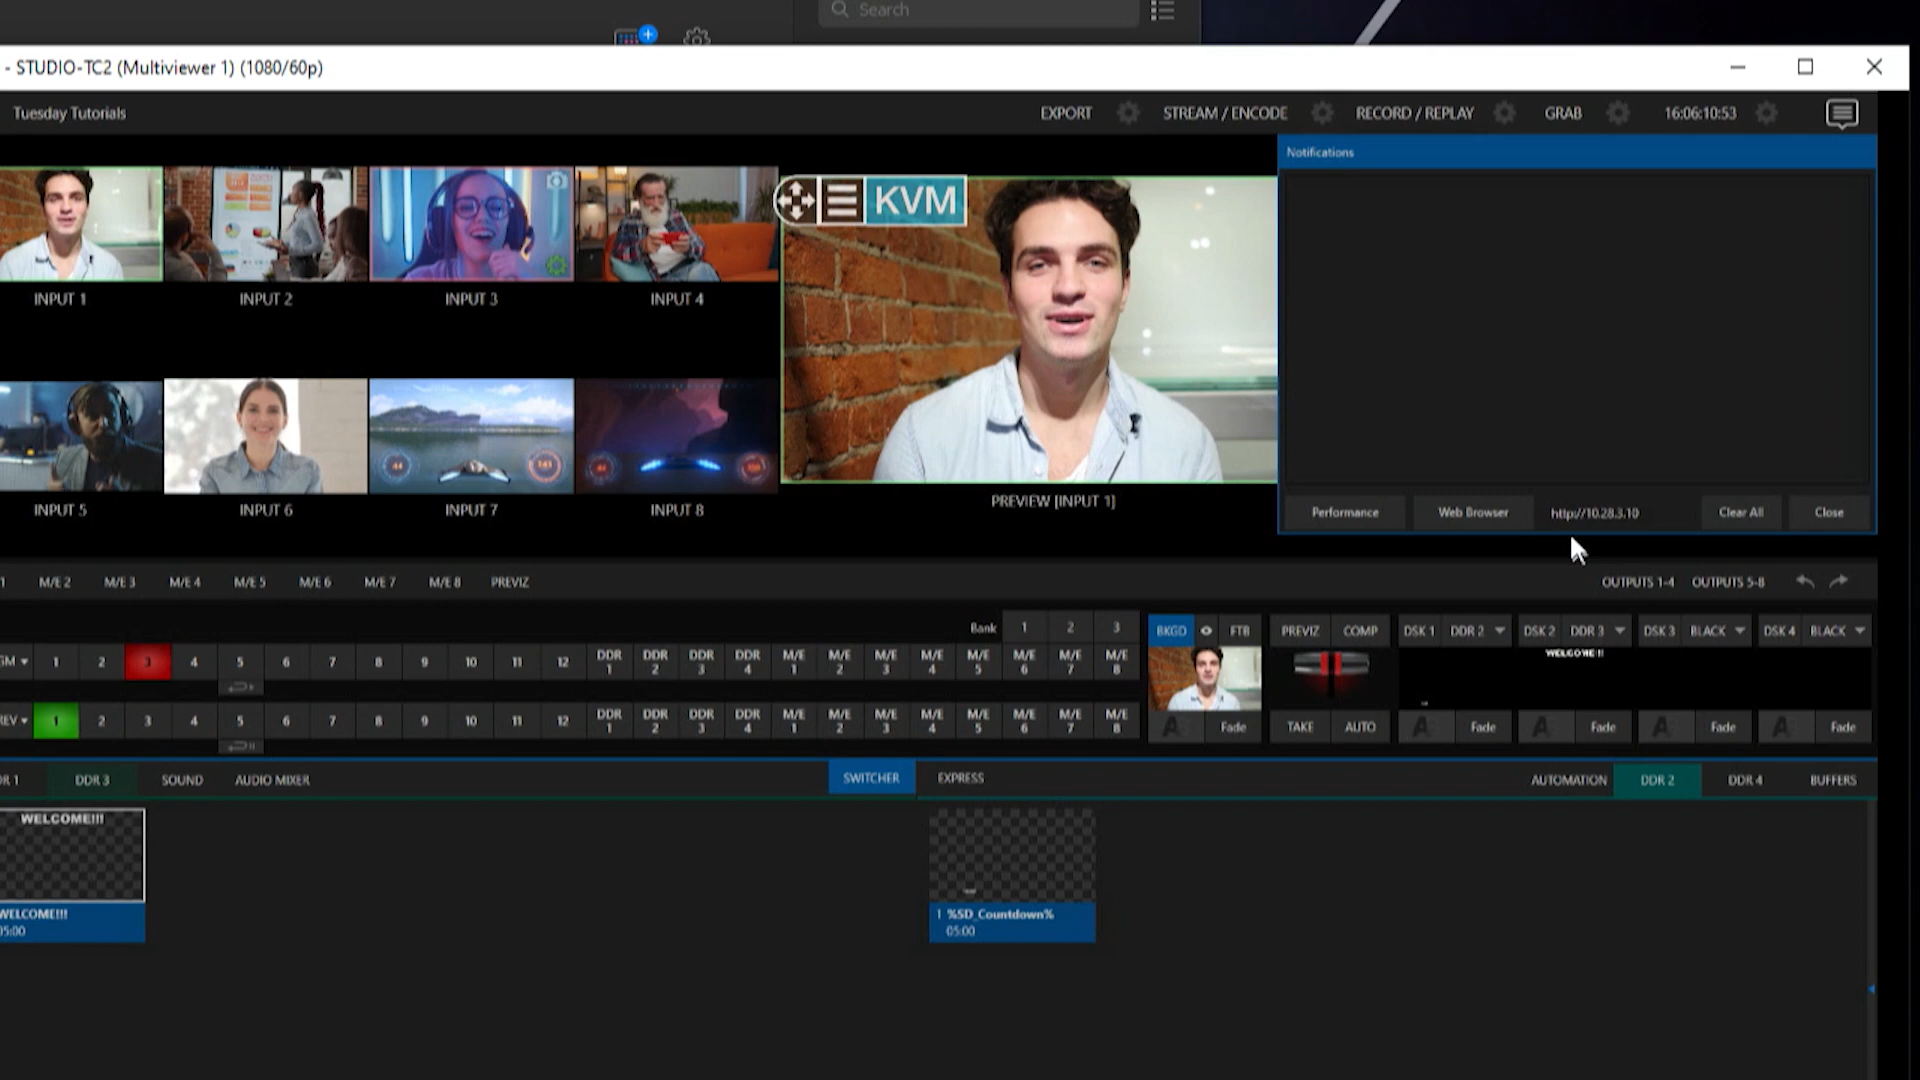 Search
- STUDIO-TC2 (Multiviewer 1) (1080/60p)
Tuesday Tutorials
EXPORT
STREAM / ENCODE
RECORD / REPLAY
GRAB
16:06:10:53
Notifications
KVM
INPUT 1
INPUT 2
INPUT 3
INPUT 4
INPUT 5
INPUT 6
INPUT 7
INPUT 8
PREVIEW [INPUT 1]
Performance
Web Browser
http://10.28.3.10
Clear All
Close
1 M/E 2 M/E 3 M/E 4 M/E 5 M/E 6 M/E 7 M/E 8 PREVIZ
OUTPUTS 1-4 OUTPUTS 5-8
Bank 1 2 3
BKGD FTB PREVIZ COMP DSK 1 DDR 2 DSK 2 DDR 3 DSK 3 BLACK DSK 4 BLACK
WELCOME!!!
GM 1 2 3 4 5 6 7 8 9 10 11 12 DDR 1 DDR 2 DDR 3 DDR 4 M/E 1 M/E 2 M/E 3 M/E 4 M/E 5 M/E 6 M/E 7 M/E 8
REV 1 2 3 4 5 6 7 8 9 10 11 12 DDR 1 DDR 2 DDR 3 DDR 4 M/E 1 M/E 2 M/E 3 M/E 4 M/E 5 M/E 6 M/E 7 M/E 8
Fade TAKE AUTO Fade Fade Fade Fade
DR 1 DDR 3 SOUND AUDIO MIXER SWITCHER EXPRESS AUTOMATION DDR 2 DDR 4 BUFFERS
WELCOME!!!
WELCOME!!!
05:00
1 %SD_Countdown%
05:00